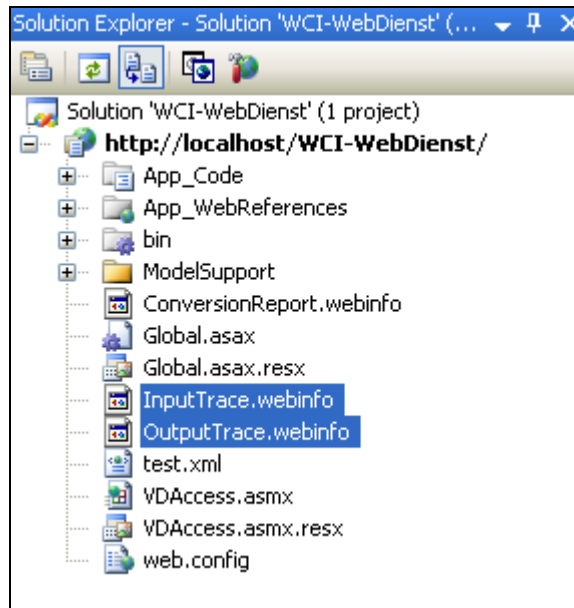 Solution Explorer - Solution 'WCI-WebDienst' (...
Solution 'WCI-WebDienst' (1 project)
http://localhost/WCI-WebDienst/
App_Code
App_WebReferences
bin
ModelSupport
ConversionReport.webinfo
Global.asax
Global.asax.resx
InputTrace.webinfo
OutputTrace.webinfo
test.xml
VDAccess.asmx
VDAccess.asmx.resx
web.config